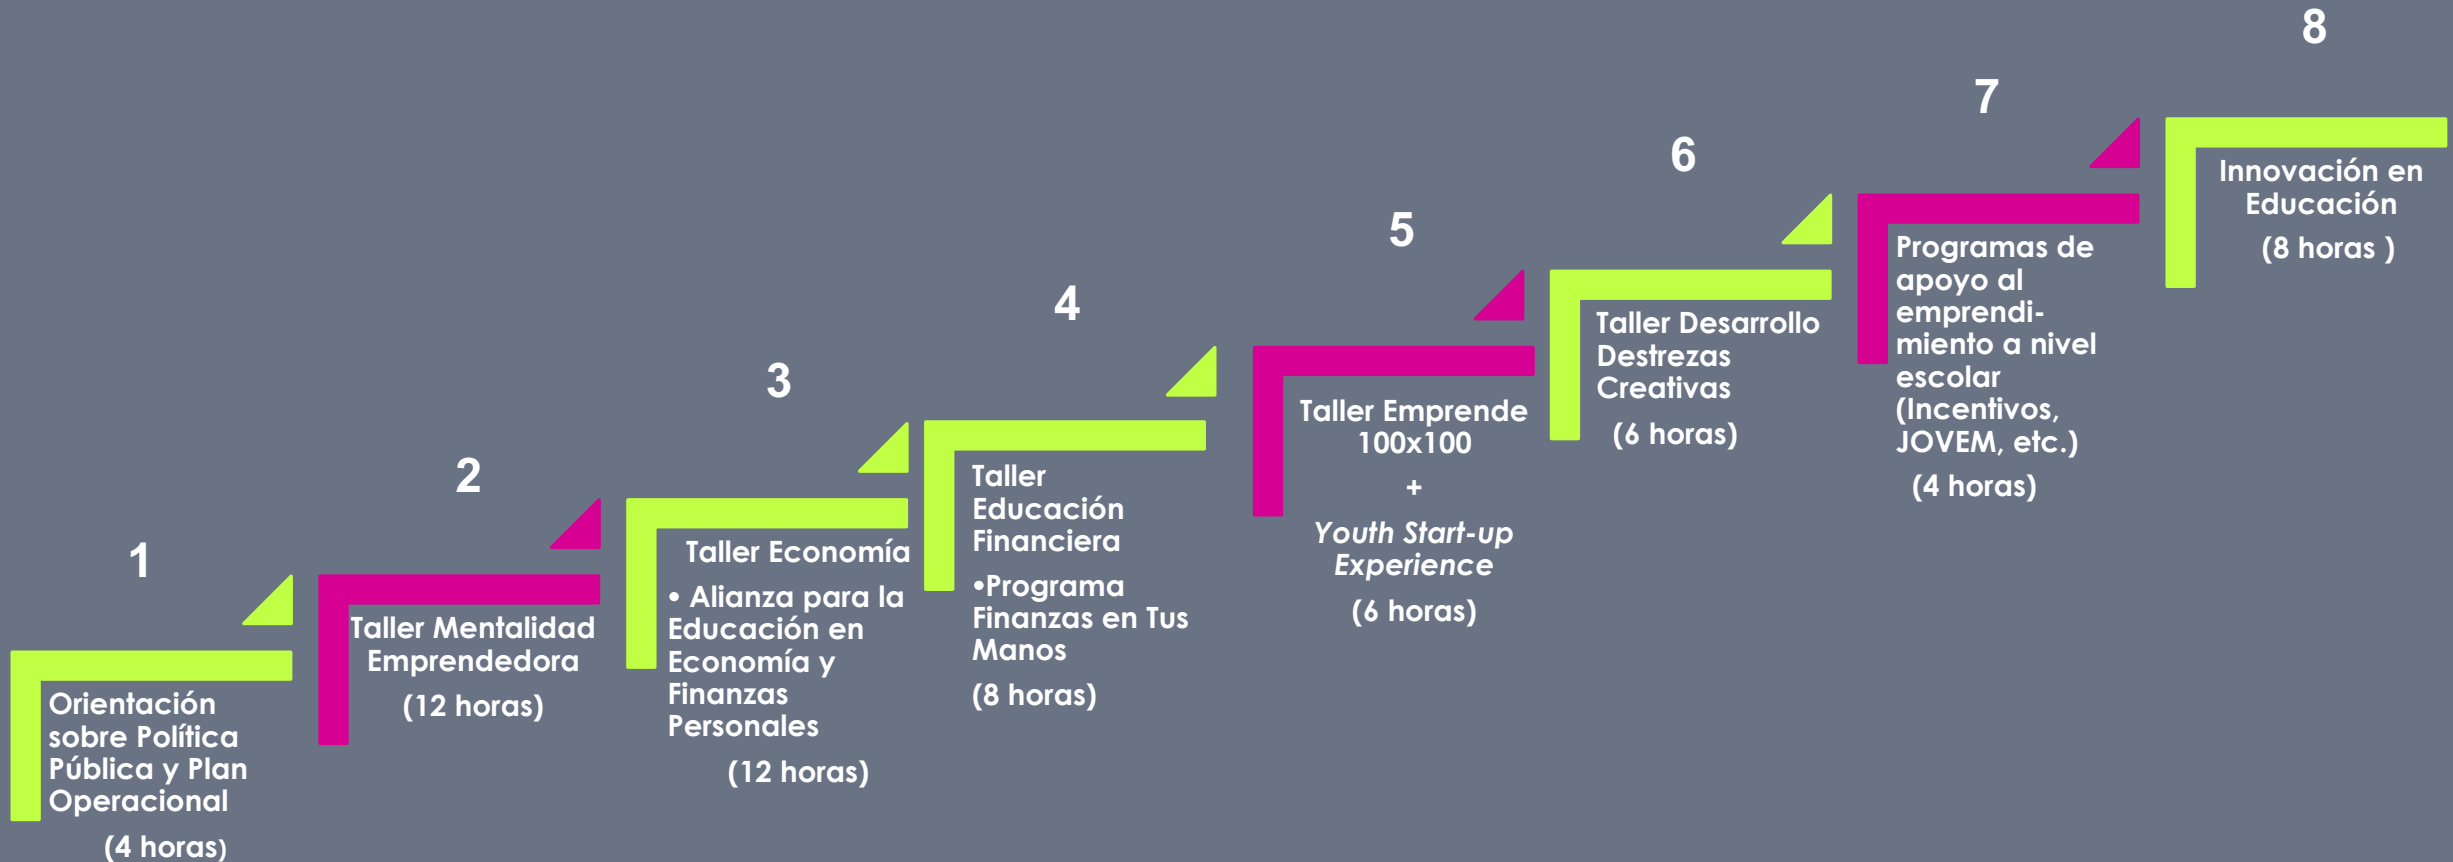 1
Orientación
sobre Política
Pública y Plan
Operacional
(4 horas)
2
Taller Mentalidad
Emprendedora
(12 horas)
3
Taller Economía
• Alianza para la
Educación en
Economía y
Finanzas
Personales
(12 horas)
4
Taller
Educación
Financiera
•Programa
Finanzas en Tus
Manos
(8 horas)
5
Taller Emprende
100x100
+
Youth Start-up
Experience
(6 horas)
6
Taller Desarrollo
Destrezas
Creativas
(6 horas)
7
Programas de
apoyo al
emprendi-
miento a nivel
escolar
(Incentivos,
JOVEM, etc.)
(4 horas)
8
Innovación en
Educación
(8 horas )